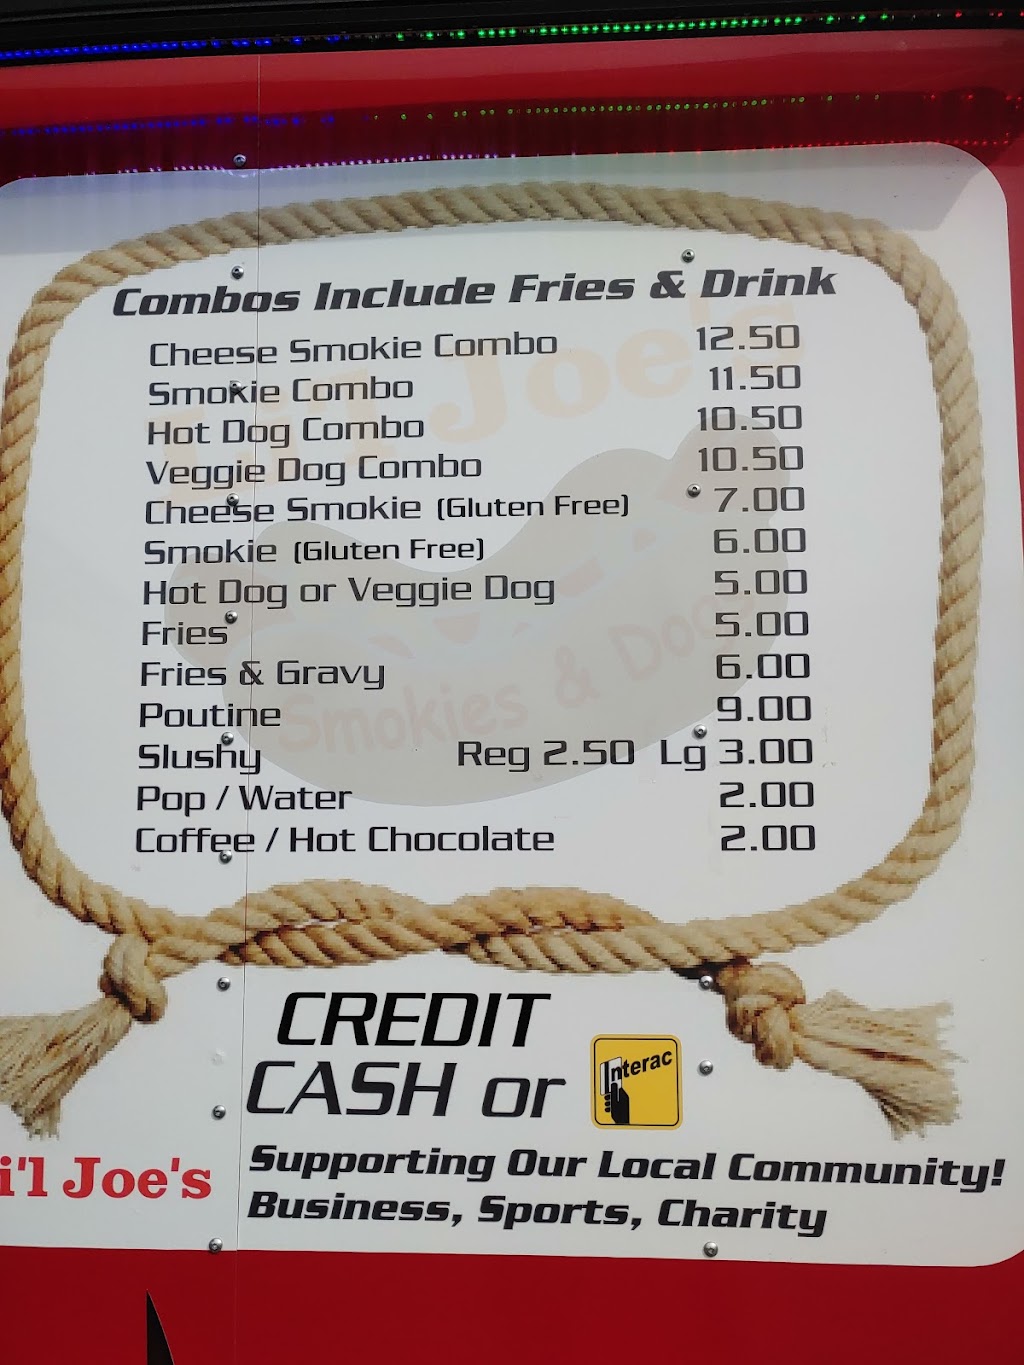 Combos Include Fries & Drink
Cheese Smokie Combo 12.50
Smokie Combo 11.50
Hot Dog Combo 10.50
Veggie Dog Combo 10.50
Cheese Smokie (Gluten Free) 7.00
Smokie (Gluten Free) 6.00
Hot Dog or Veggie Dog 5.00
Fries 5.00
Fries & Gravy 6.00
Poutine 9.00
Slushy Reg 2.50 Lg 3.00
Pop / Water 2.00
Coffee / Hot Chocolate 2.00
Li'l Joe's
Smokies & Dogs
CREDIT
CASH or Interac
i'l Joe's
Supporting Our Local Community!
Business, Sports, Charity